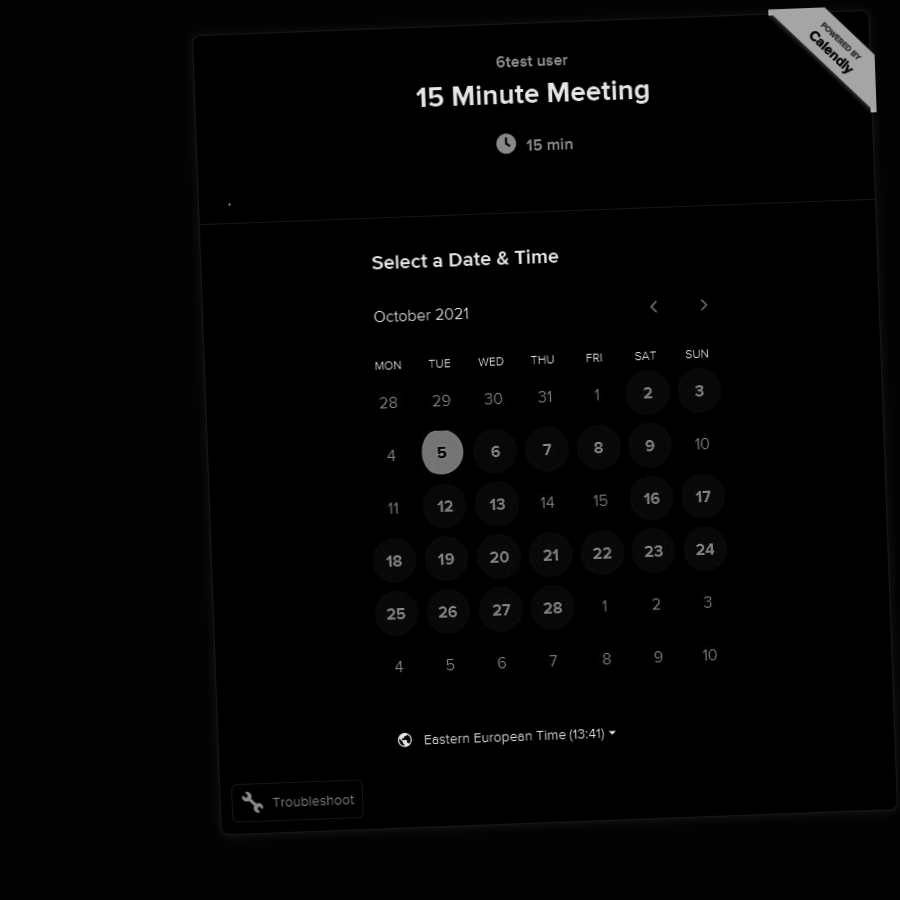 POWERED BY
Calendly
6test user
15 Minute Meeting
15 min
.
Select a Date & Time
October 2021
MON TUE WED THU FRI SAT SUN
28 29 30 31 1 2 3
4 5 6 7 8 9 10
11 12 13 14 15 16 17
18 19 20 21 22 23 24
25 26 27 28 1 2 3
4 5 6 7 8 9 10
Eastern European Time (13:41)
Troubleshoot